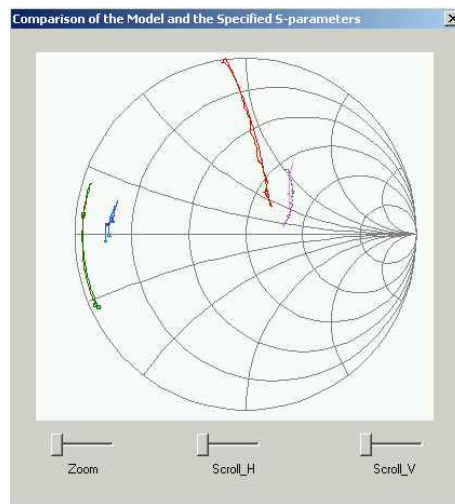 Comparison of the Model and the Specified S-parameters
Zoom
Scroll_H
Scroll_V